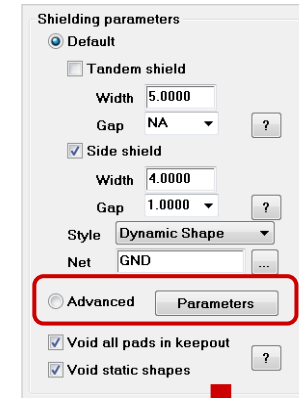 Shielding parameters
Default
Tandem shield
Width 5.0000
Gap NA ?
Side shield
Width 4.0000
Gap 1.0000 ?
Style Dynamic Shape
Net GND ...
Advanced Parameters
Void all pads in keepout
?
Void static shapes